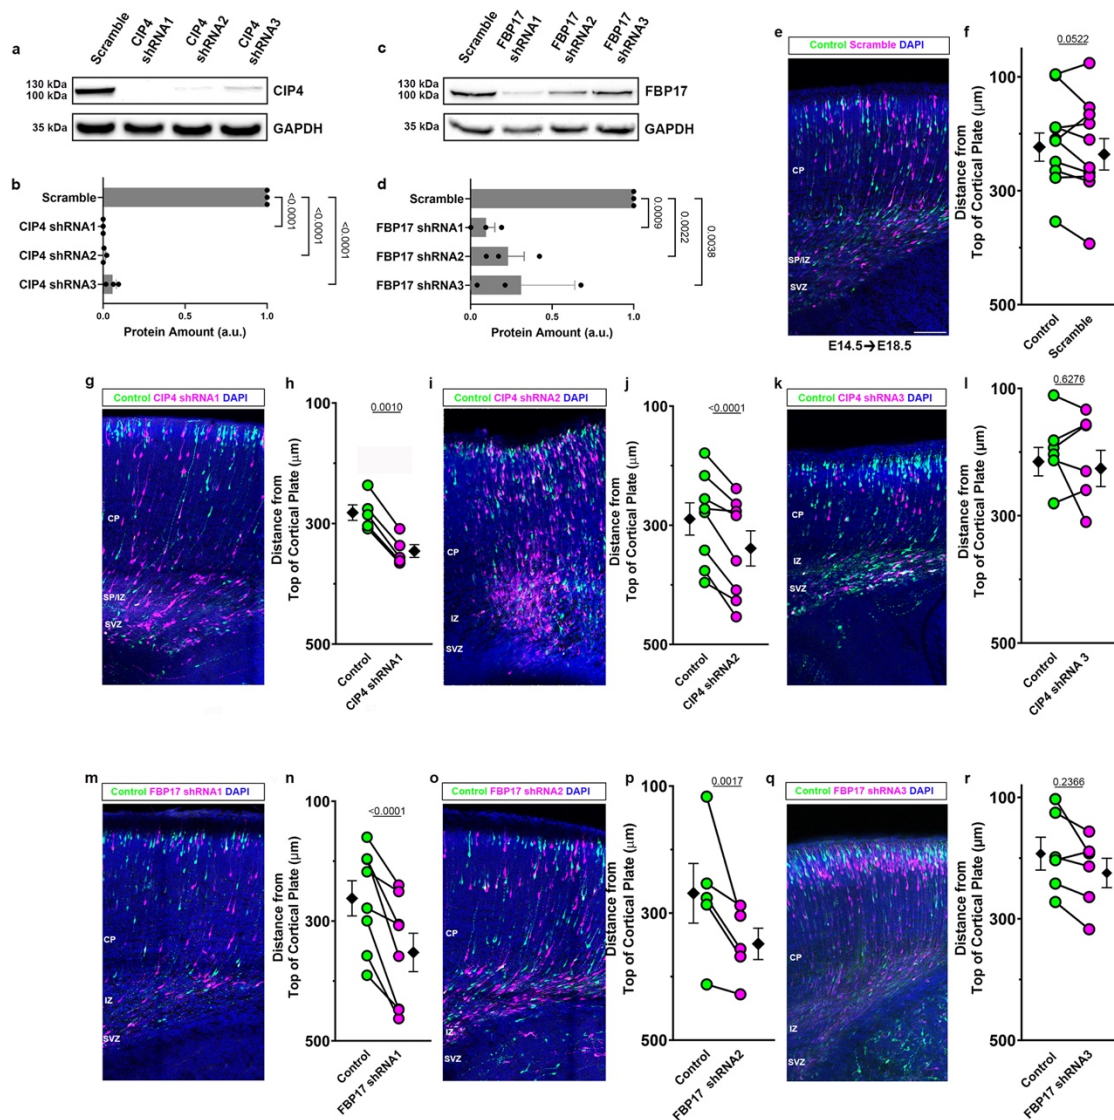 a
Scramble
CIP4 shRNA1
CIP4 shRNA2
CIP4 shRNA3
130 kDa
100 kDa
CIP4
35 kDa
GAPDH
c
Scramble
FBP17 shRNA1
FBP17 shRNA2
FBP17 shRNA3
130 kDa
100 kDa
FBP17
35 kDa
GAPDH
b
Scramble
CIP4 shRNA1
CIP4 shRNA2
CIP4 shRNA3
<0.0001
<0.0001
<0.0001
0.0
0.5
1.0
Protein Amount (a.u.)
d
Scramble
FBP17 shRNA1
FBP17 shRNA2
FBP17 shRNA3
0.0009
0.0022
0.0038
0.0
0.5
1.0
Protein Amount (a.u.)
e
Control Scramble DAPI
CP
SP/IZ
SVZ
E14.5→E18.5
f
0.0522
100
300
500
Distance from
Top of Cortical Plate (μm)
Control
Scramble
g
Control CIP4 shRNA1 DAPI
CP
SP/IZ
SVZ
h
0.0010
100
300
500
Distance from
Top of Cortical Plate (μm)
Control
CIP4 shRNA1
i
Control CIP4 shRNA2 DAPI
CP
IZ
SVZ
j
<0.0001
100
300
500
Distance from
Top of Cortical Plate (μm)
Control
CIP4 shRNA2
k
Control CIP4 shRNA3 DAPI
CP
IZ
SVZ
l
0.6276
100
300
500
Distance from
Top of Cortical Plate (μm)
Control
CIP4 shRNA 3
m
Control FBP17 shRNA1 DAPI
CP
IZ
SVZ
n
<0.0001
100
300
500
Distance from
Top of Cortical Plate (μm)
Control
FBP17 shRNA1
o
Control FBP17 shRNA2 DAPI
CP
IZ
SVZ
p
0.0017
100
300
500
Distance from
Top of Cortical Plate (μm)
Control
FBP17 shRNA2
q
Control FBP17 shRNA3 DAPI
CP
IZ
SVZ
r
0.2366
100
300
500
Distance from
Top of Cortical Plate (μm)
Control
FBP17 shRNA3